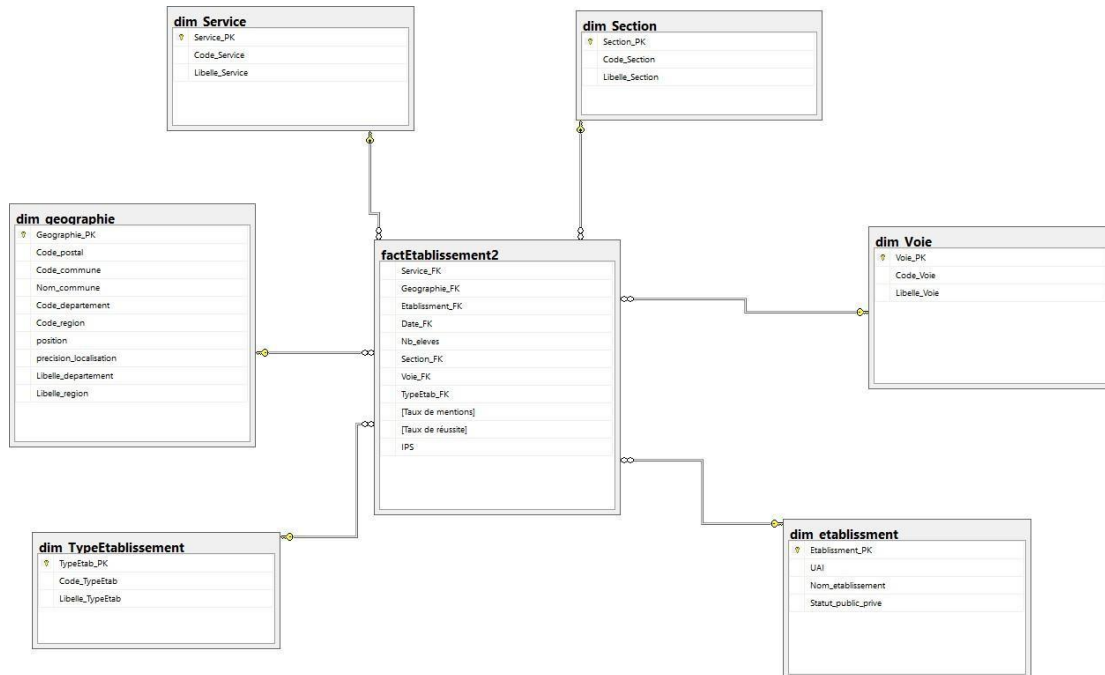 dim_Service
Service_PK
Code_Service
Libelle_Service
dim_Section
Section_PK
Code_Section
Libelle_Section
dim_geographie
Geographie_PK
Code_postal
Code_commune
Nom_commune
Code_departement
Code_region
position
precision_localisation
Libelle_departement
Libelle_region
factEtablissement2
Service_FK
Geographie_FK
Etablissment_FK
Date_FK
Nb_eleves
Section_FK
Voie_FK
TypeEtab_FK
[Taux de mentions]
[Taux de réussite]
IPS
dim_Voie
Voie_PK
Code_Voie
Libelle_Voie
dim_TypeEtablissement
TypeEtab_PK
Code_TypeEtab
Libelle_TypeEtab
dim_etablissment
Etablissment_PK
UAI
Nom_etablissement
Statut_public_prive